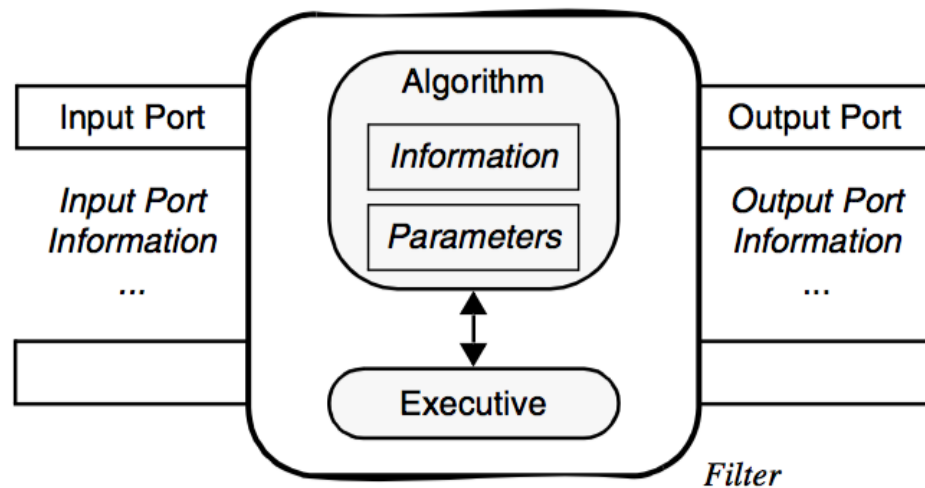 Algorithm
Input Port
Output Port
Information
Input Port
Information
...
Parameters
Output Port
Information
...
Executive
Filter